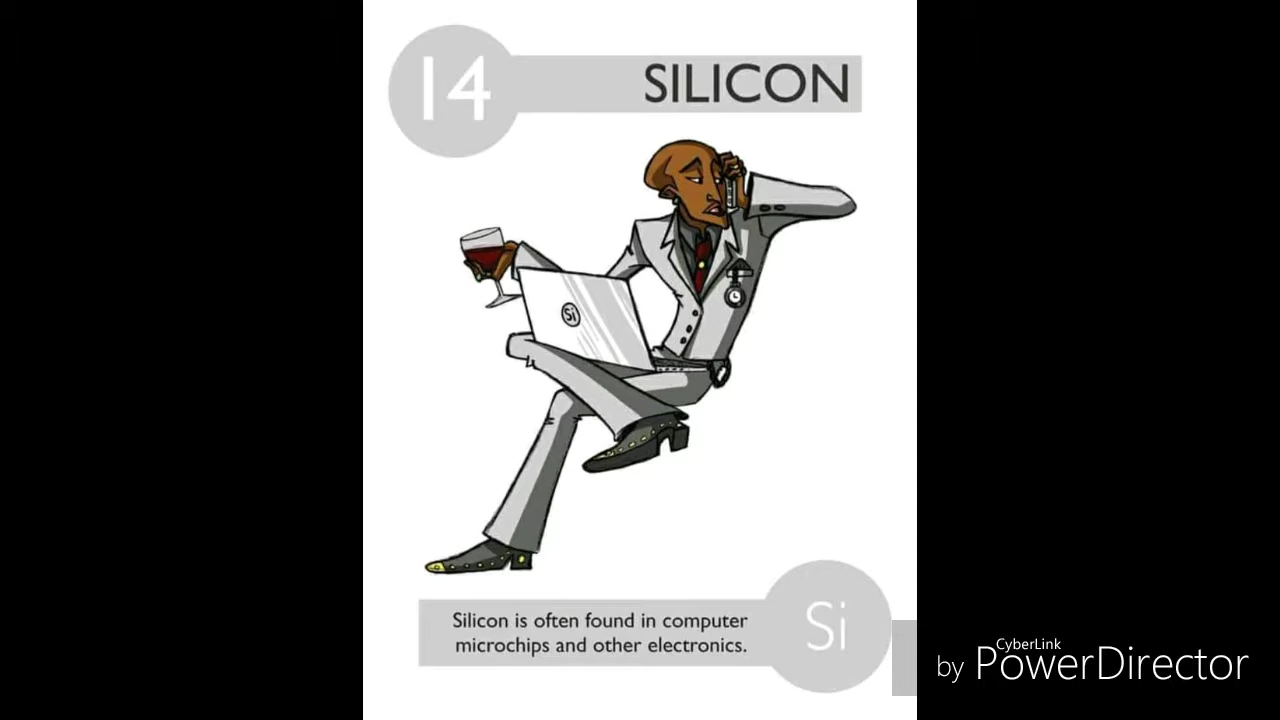 14
SILICON
Si
Silicon is often found in computer
microchips and other electronics.
Si
CyberLink
by PowerDirector